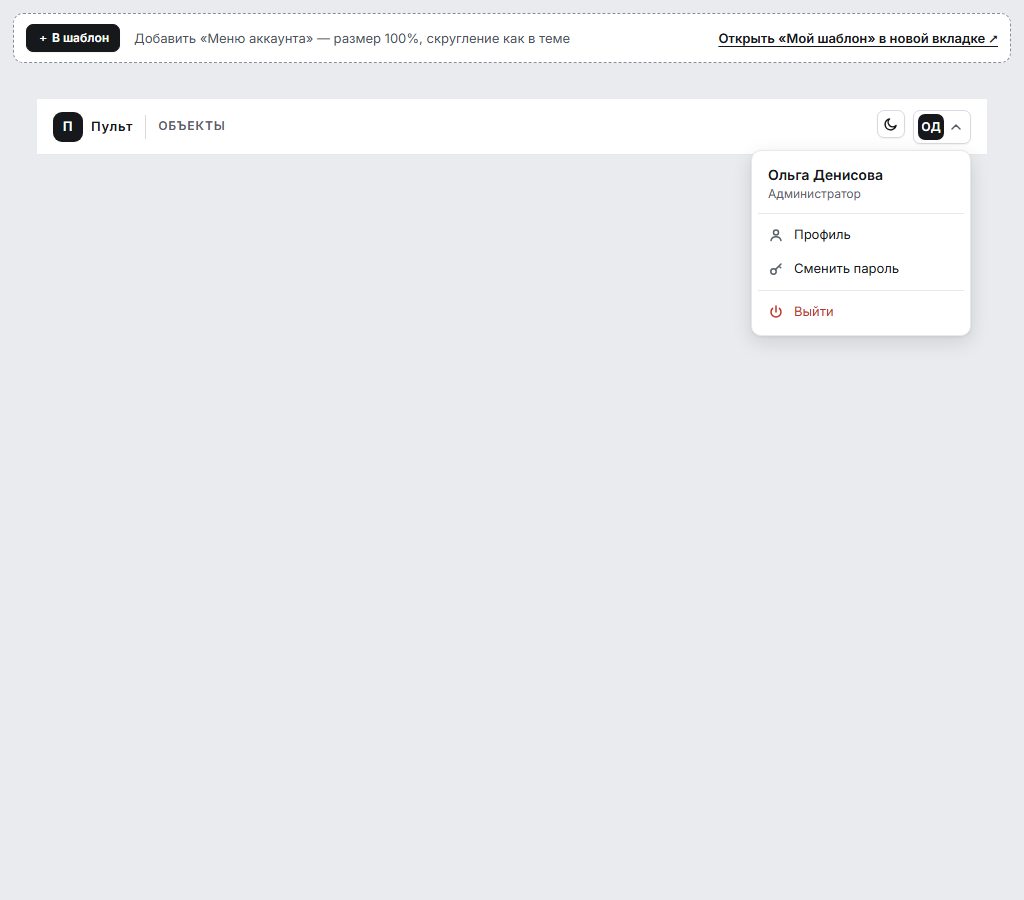 + В шаблон Добавить «Меню аккаунта» — размер 100%, скругление как в теме Открыть «Мой шаблон» в новой вкладке ↗
П Пульт ОБЪЕКТЫ ОД
Ольга Денисова
Администратор
Профиль
Сменить пароль
Выйти